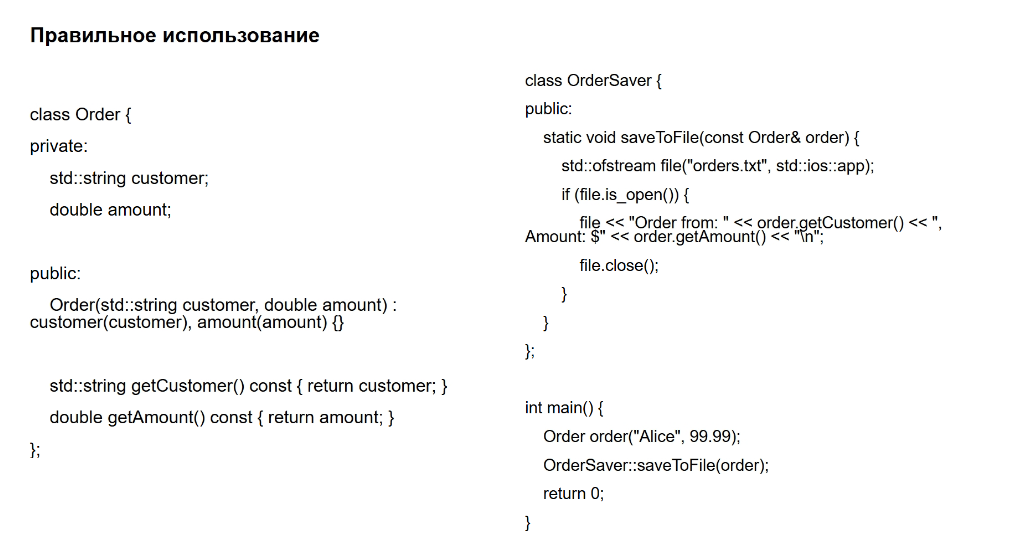 Правильное использование
class Order {
private:
std::string customer;
double amount;
public:
Order(std::string customer, double amount) :
customer(customer), amount(amount) {}
std::string getCustomer() const { return customer; }
double getAmount() const { return amount; }
};
class OrderSaver {
public:
static void saveToFile(const Order& order) {
std::ofstream file("orders.txt", std::ios::app);
if (file.is_open()) {
file << "Order from: " << order.getCustomer() << ",
Amount: $" << order.getAmount() << "\n";
file.close();
}
}
};
int main() {
Order order("Alice", 99.99);
OrderSaver::saveToFile(order);
return 0;
}